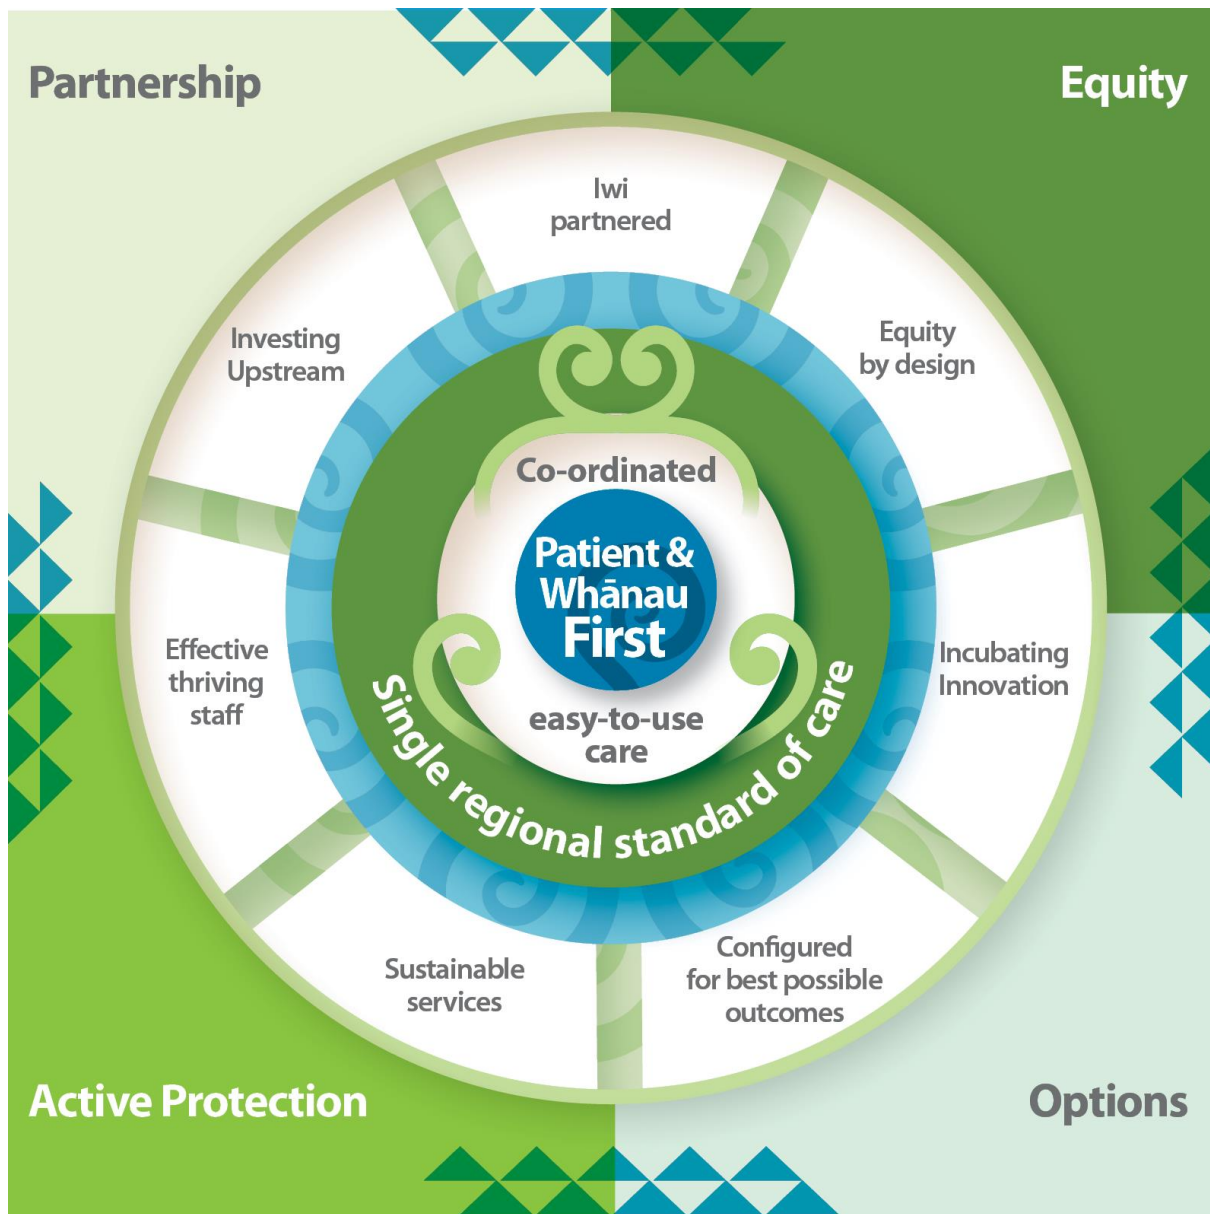 Partnership
Equity
Iwi
partnered
Investing
Upstream
Equity
by design
Co-ordinated
Patient &
Whānau
First
easy-to-use
care
Single regional standard of care
Effective
thriving
staff
Incubating
Innovation
Sustainable
services
Configured
for best possible
outcomes
Active Protection
Options